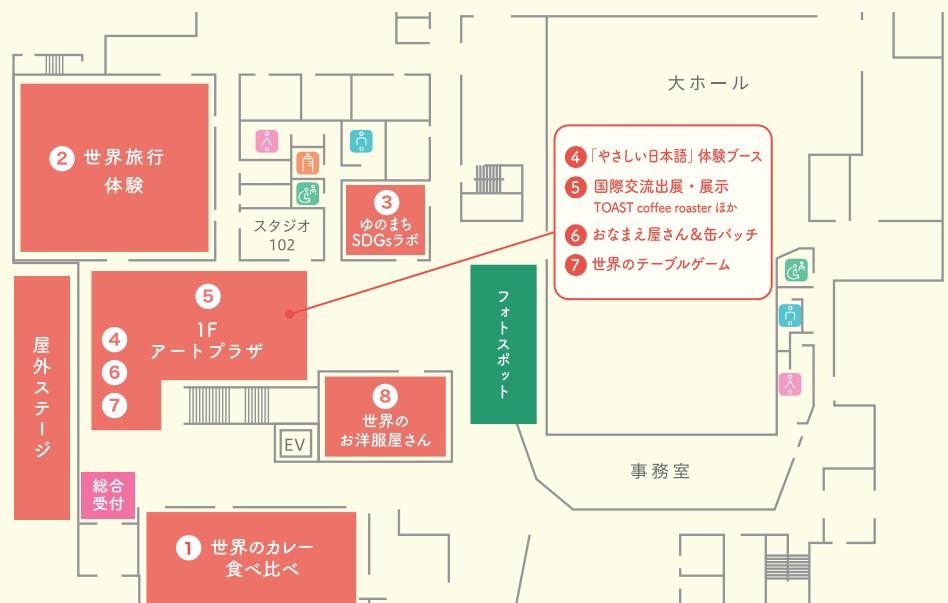 大ホール
② 世界旅行
体験
④「やさしい日本語」体験ブース
⑤ 国際交流出展・展示
TOAST coffee roaster ほか
⑥ おなまえ屋さん&缶バッチ
⑦ 世界のテーブルゲーム
③
ゆのまち
SDGsラボ
スタジオ
102
⑤
1F
アートプラザ
④
⑥
⑦
フォトスポット
屋外ステージ
⑧
世界の
お洋服屋さん
EV
事務室
総合
受付
① 世界のカレー
食べ比べ